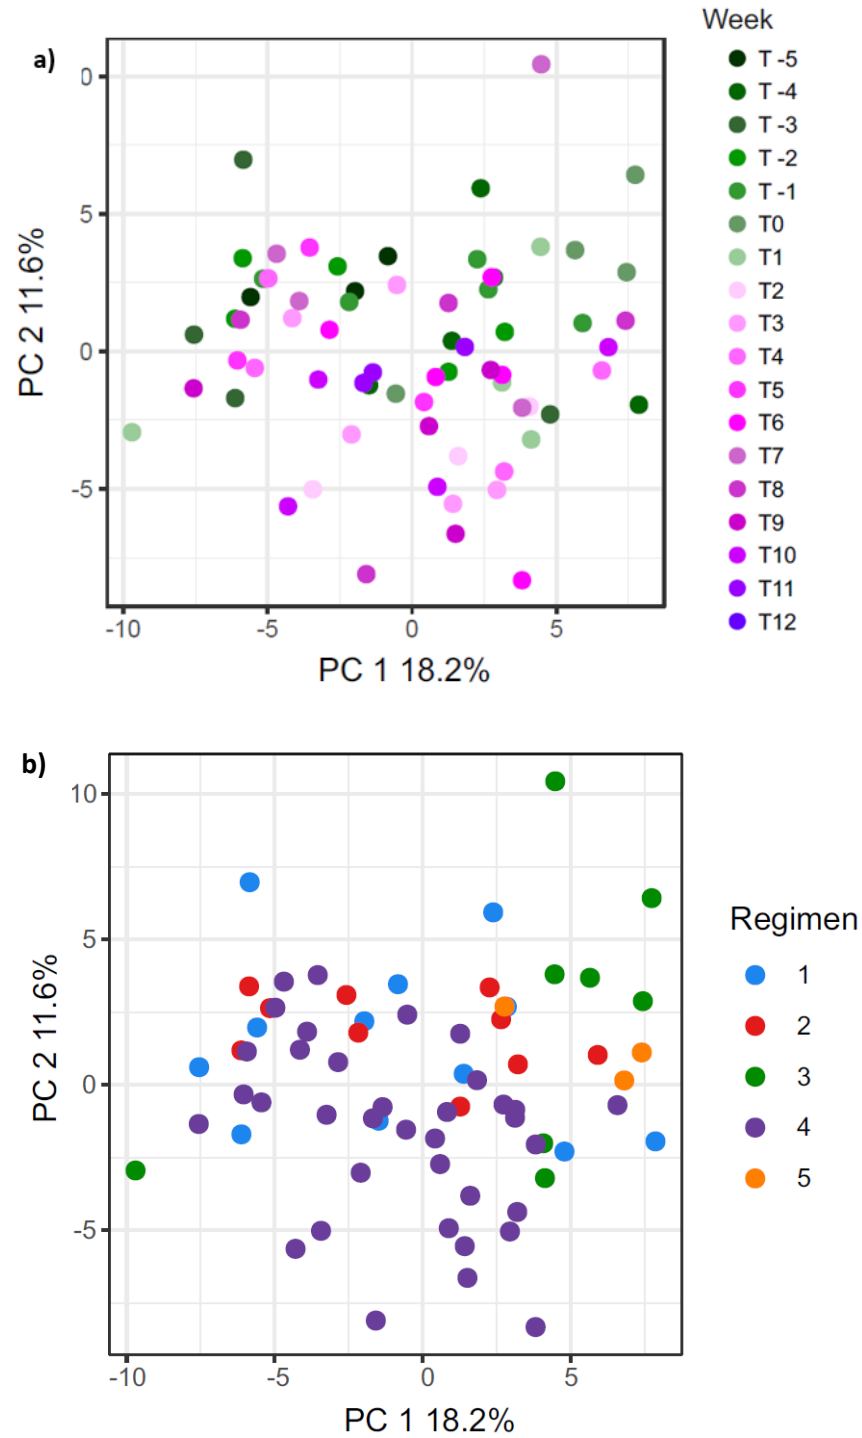 Week
a)
T -5
T -4
T -3
T -2
T -1
T0
T1
T2
T3
T4
T5
T6
T7
T8
T9
T10
T11
T12
0
5
0
-5
PC 2 11.6%
-10
-5
0
5
PC 1 18.2%
b)
10
5
0
-5
PC 2 11.6%
-10
-5
0
5
PC 1 18.2%
Regimen
1
2
3
4
5